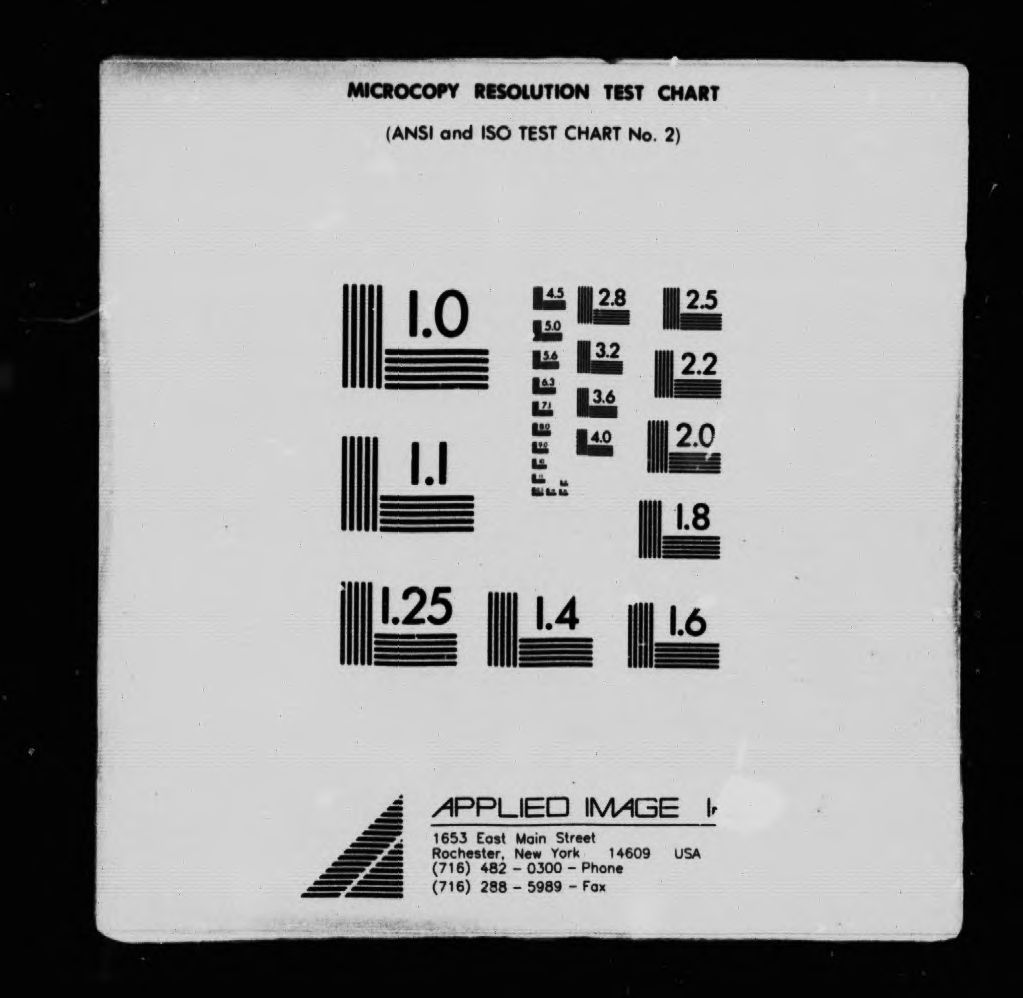 MICROCOPY RESOLUTION TEST CHART
(ANSI and ISO TEST CHART No. 2)
1.0
4.5
2.8
2.5
5.0
5.6
3.2
2.2
6.3
3.6
7.1
8.0
4.0
2.0
9.0
1.1
1.8
1.25
1.4
1.6
APPLIED IMAGE
1653 East Main Street
Rochester, New York 14609 USA
(716) 482 - 0300 - Phone
(716) 288 - 5989 - Fax